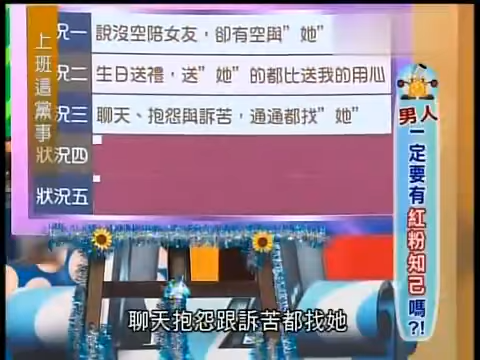 上班這黨事
況一 說沒空陪女友，卻有空與”她”
況二 生日送禮，送”她”的都比送我的用心
況三 聊天、抱怨與訴苦，通通都找”她”
狀況四
狀況五
男人一定要有紅粉知己嗎?!
聊天抱怨跟訴苦都找她